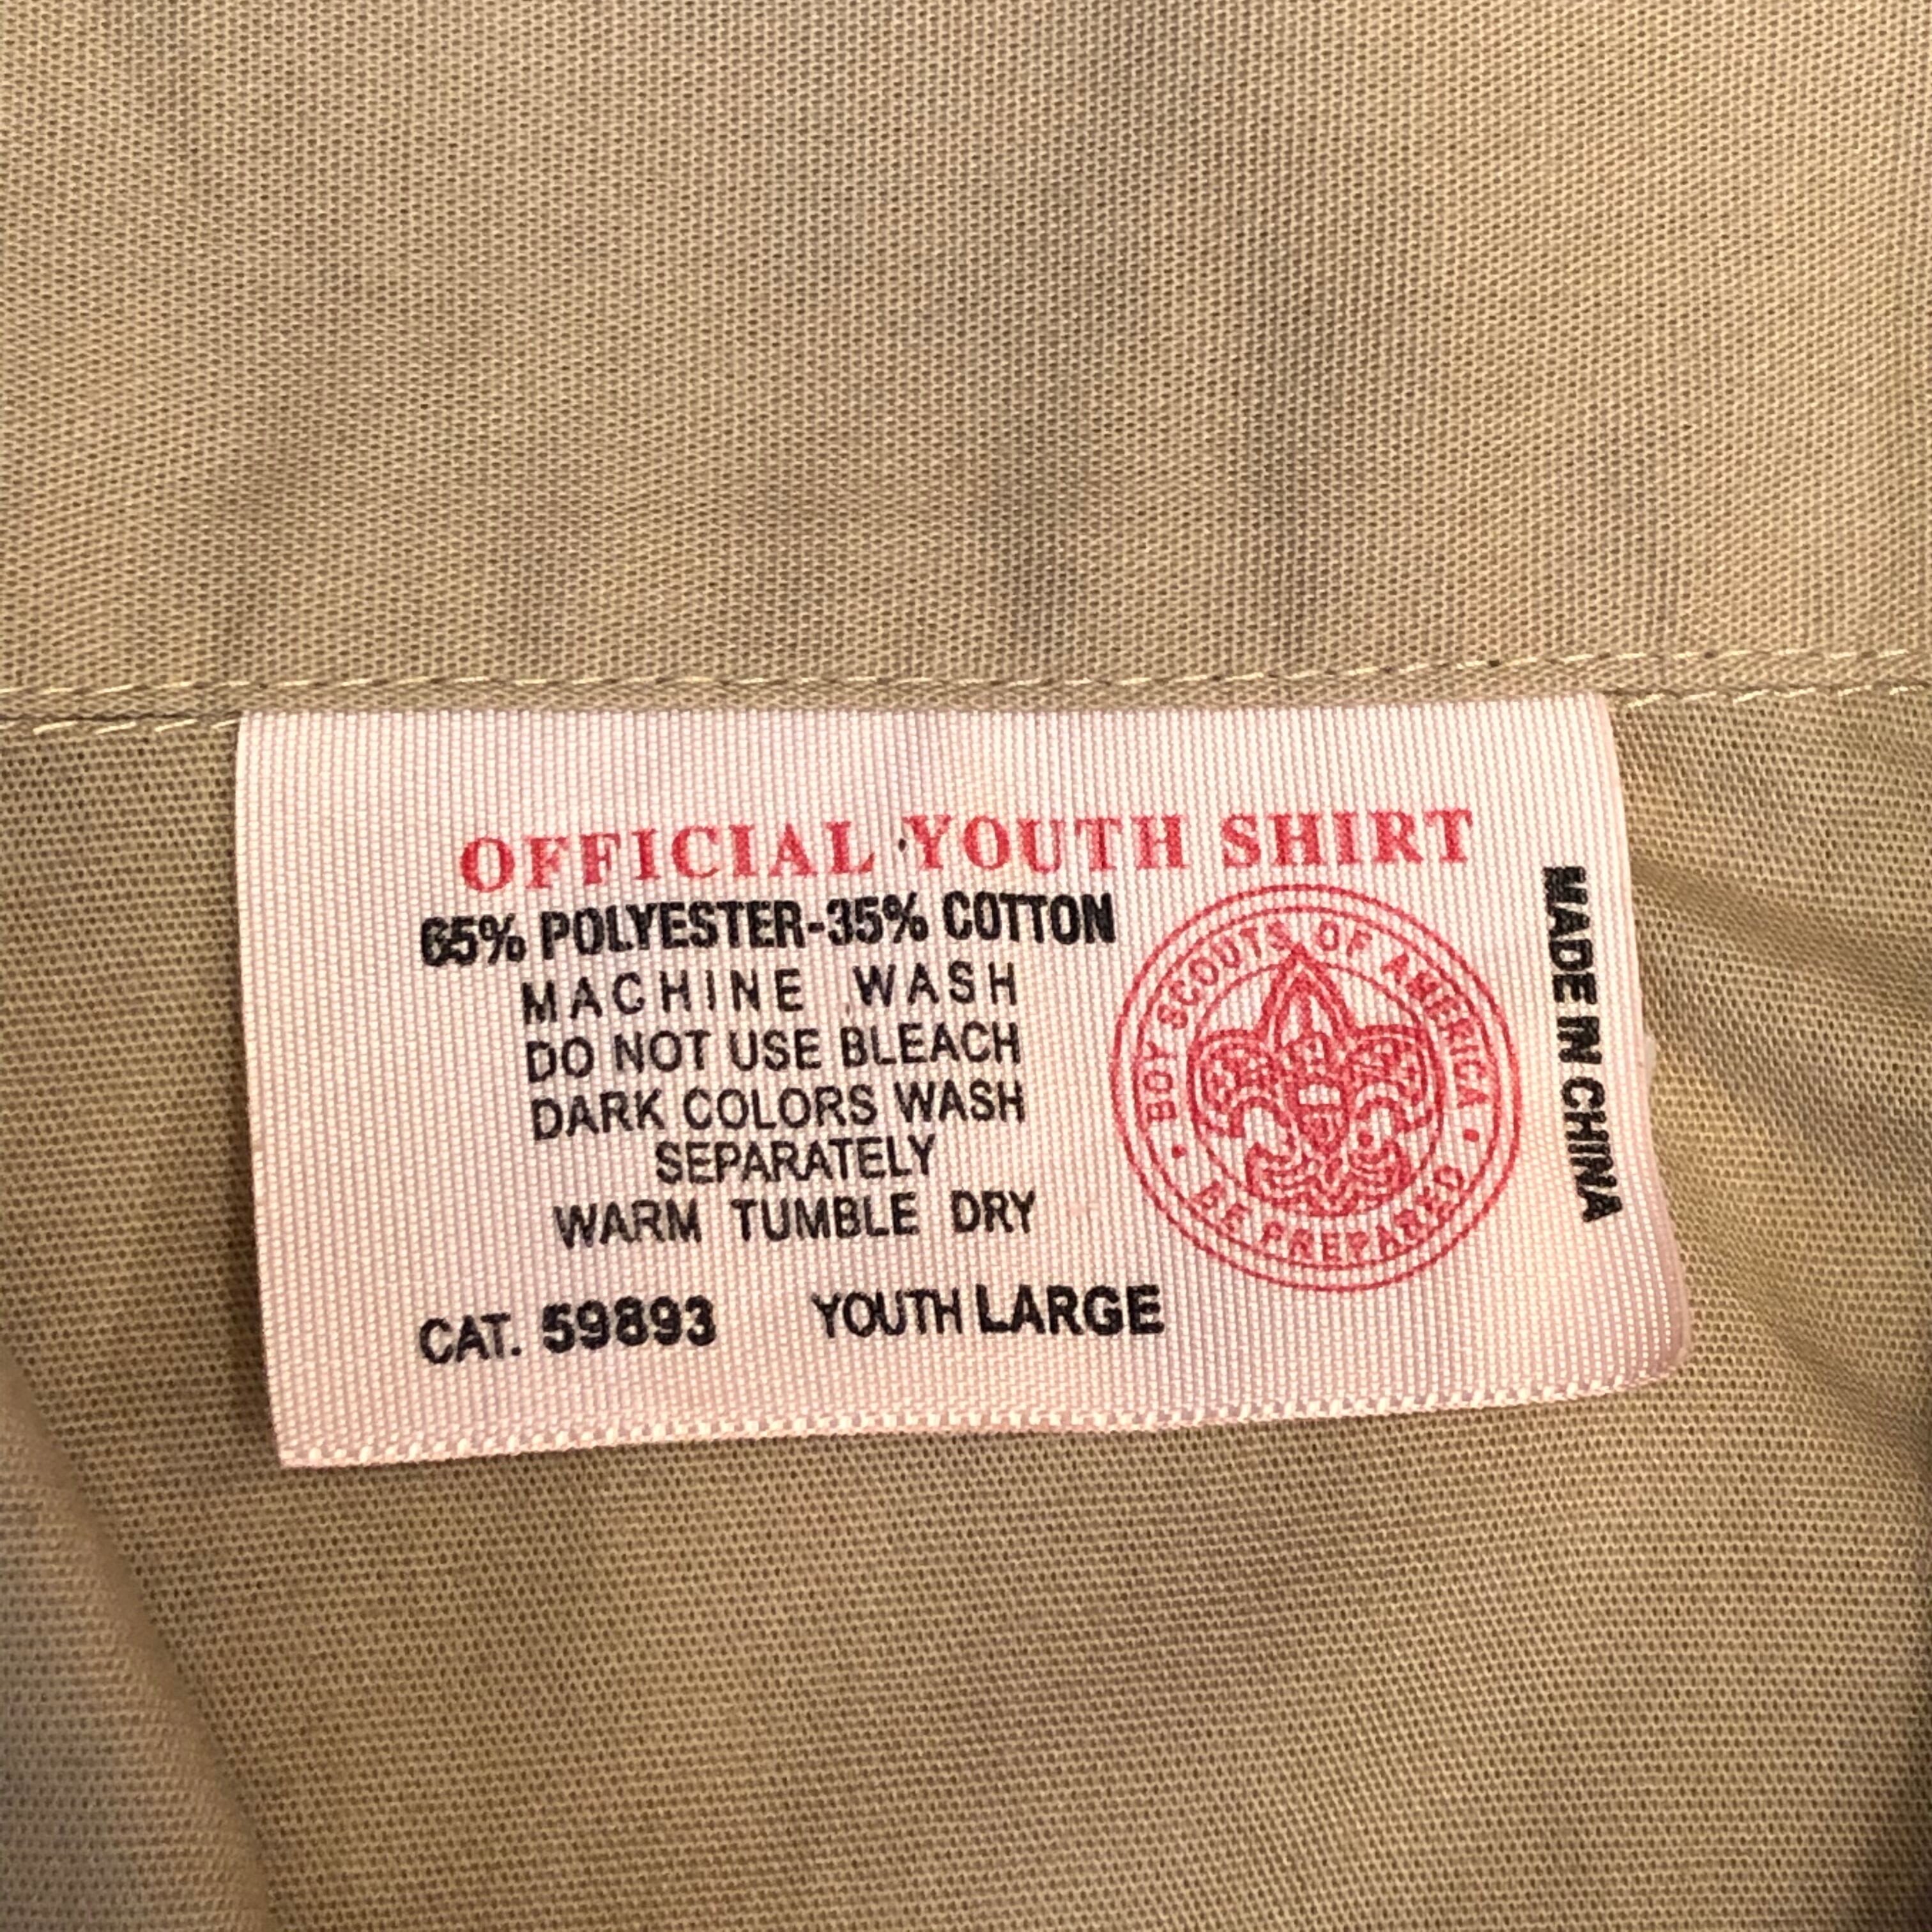 OFFICIAL YOUTH SHIRT
65% POLYESTER-35% COTTON
MACHINE WASH
DO NOT USE BLEACH
DARK COLORS WASH
SEPARATELY
WARM TUMBLE DRY
CAT. 59893 YOUTH LARGE
BOY SCOUTS OF AMERICA
BE PREPARED
MADE IN CHINA